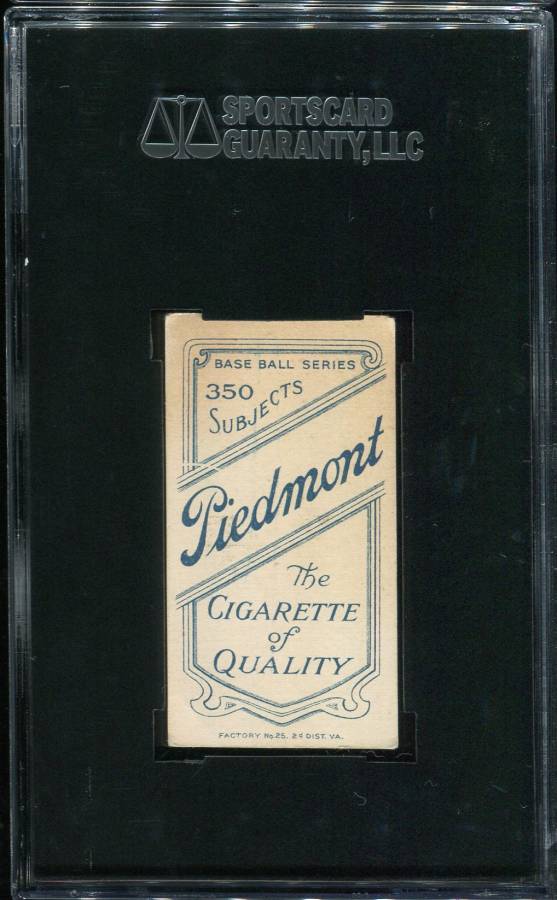 SPORTSCARD
GUARANTY, LLC
BASE BALL SERIES
350
SUBJECTS
Piedmont
The
CIGARETTE
of
QUALITY
FACTORY No. 25, 2d DIST. VA.